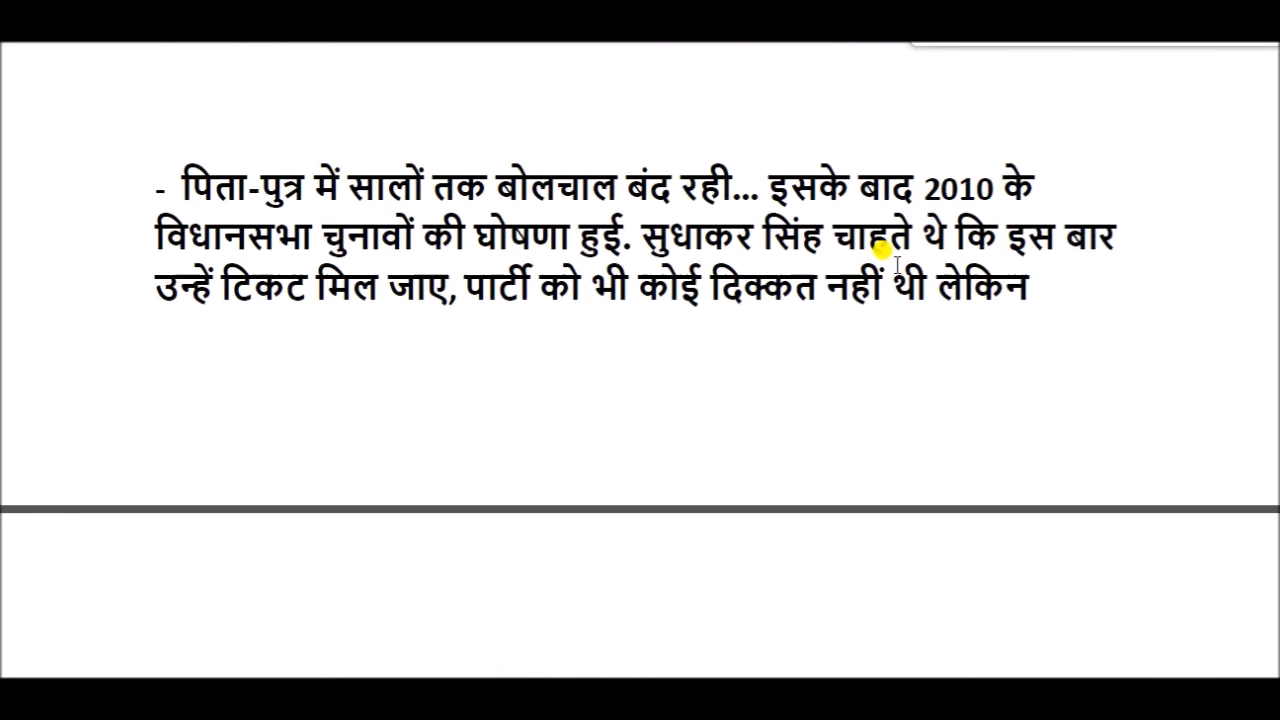 - पिता-पुत्र में सालों तक बोलचाल बंद रही... इसके बाद 2010 के
विधानसभा चुनावों की घोषणा हुई. सुधाकर सिंह चाहते थे कि इस बार
उन्हें टिकट मिल जाए, पार्टी को भी कोई दिक्कत नहीं थी लेकिन